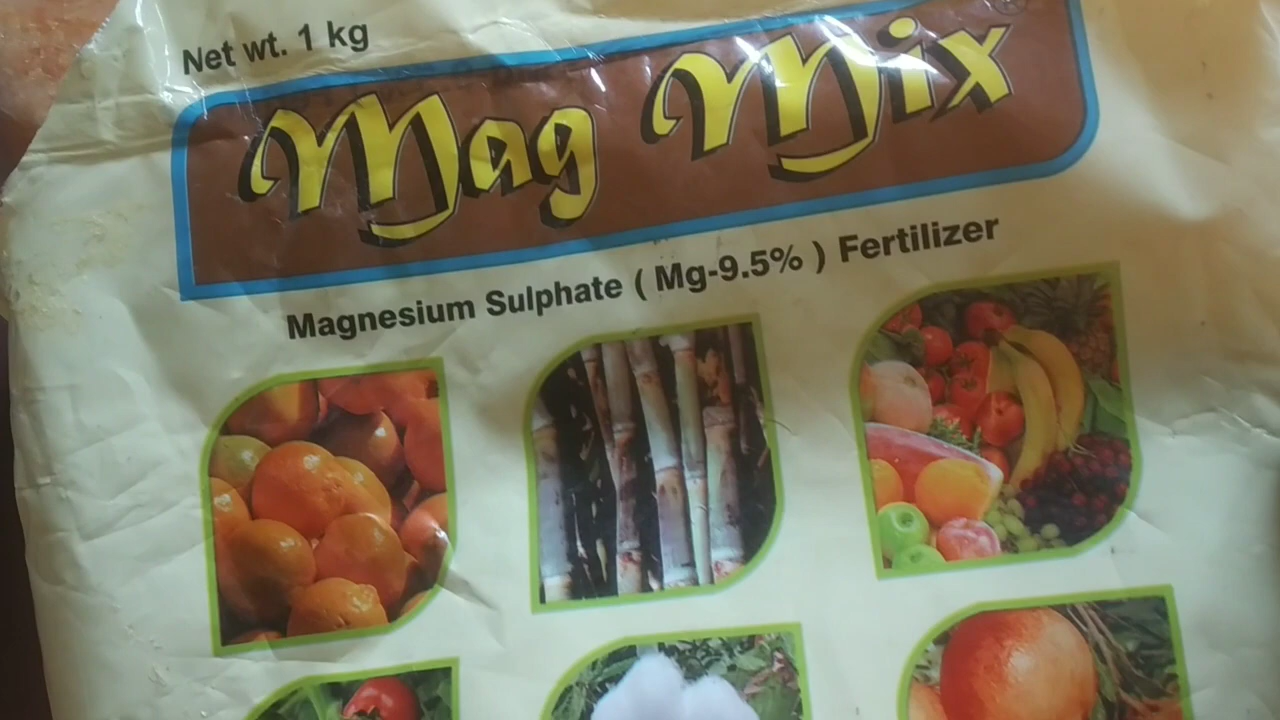 Net wt. 1 kg
Mag Mix ®
Magnesium Sulphate ( Mg-9.5% ) Fertilizer